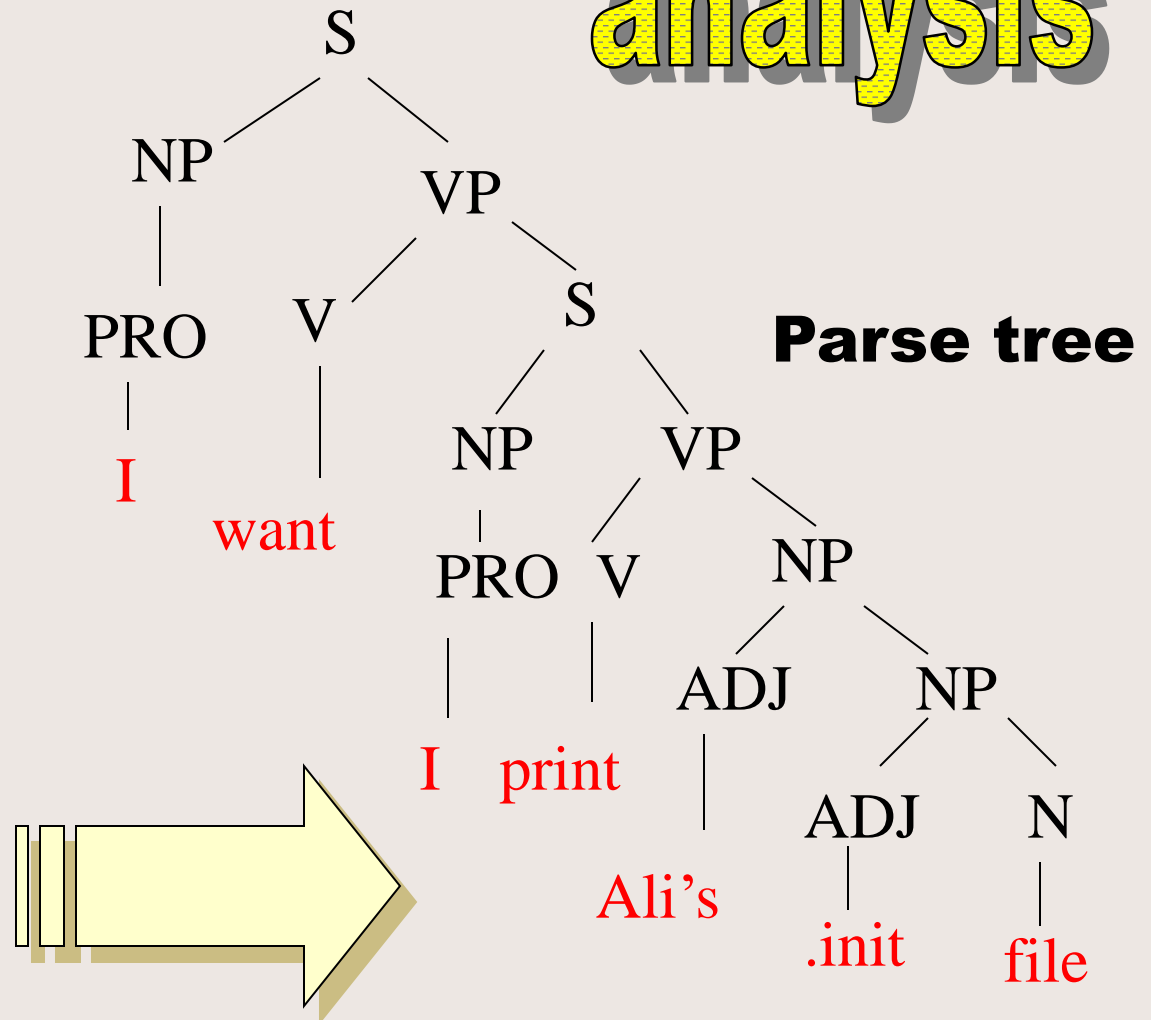 analysis
S
NP
VP
PRO
V
S
Parse tree
I
want
NP
VP
PRO V
NP
ADJ
NP
I print
ADJ
N
Ali’s
.init
file